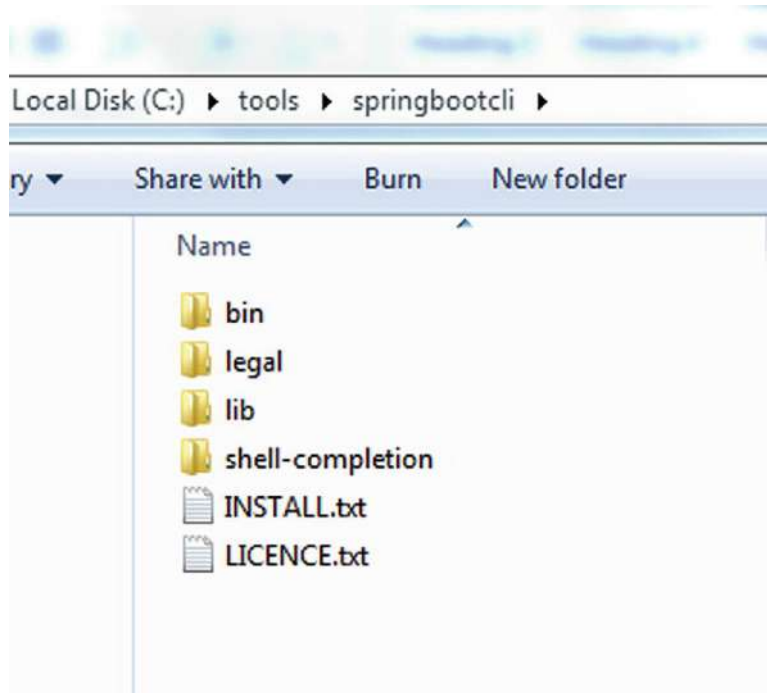 Local Disk (C:) ▸ tools ▸ springbootcli ▸
ry Share with Burn New folder
Name
bin
legal
lib
shell-completion
INSTALL.txt
LICENCE.txt